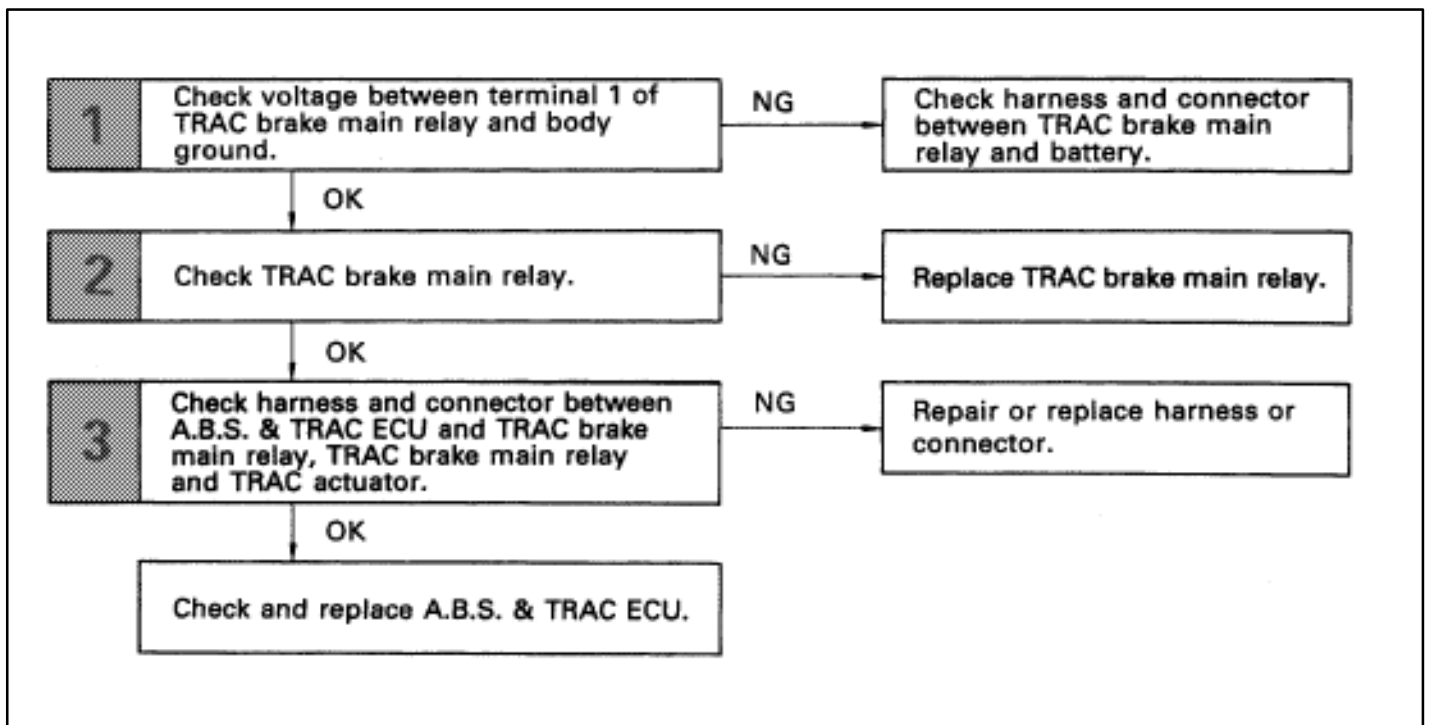 1
Check voltage between terminal 1 of
TRAC brake main relay and body
ground.
NG
Check harness and connector
between TRAC brake main
relay and battery.
OK
2
Check TRAC brake main relay.
NG
Replace TRAC brake main relay.
OK
3
Check harness and connector between
A.B.S. & TRAC ECU and TRAC brake
main relay, TRAC brake main relay
and TRAC actuator.
NG
Repair or replace harness or
connector.
OK
Check and replace A.B.S. & TRAC ECU.